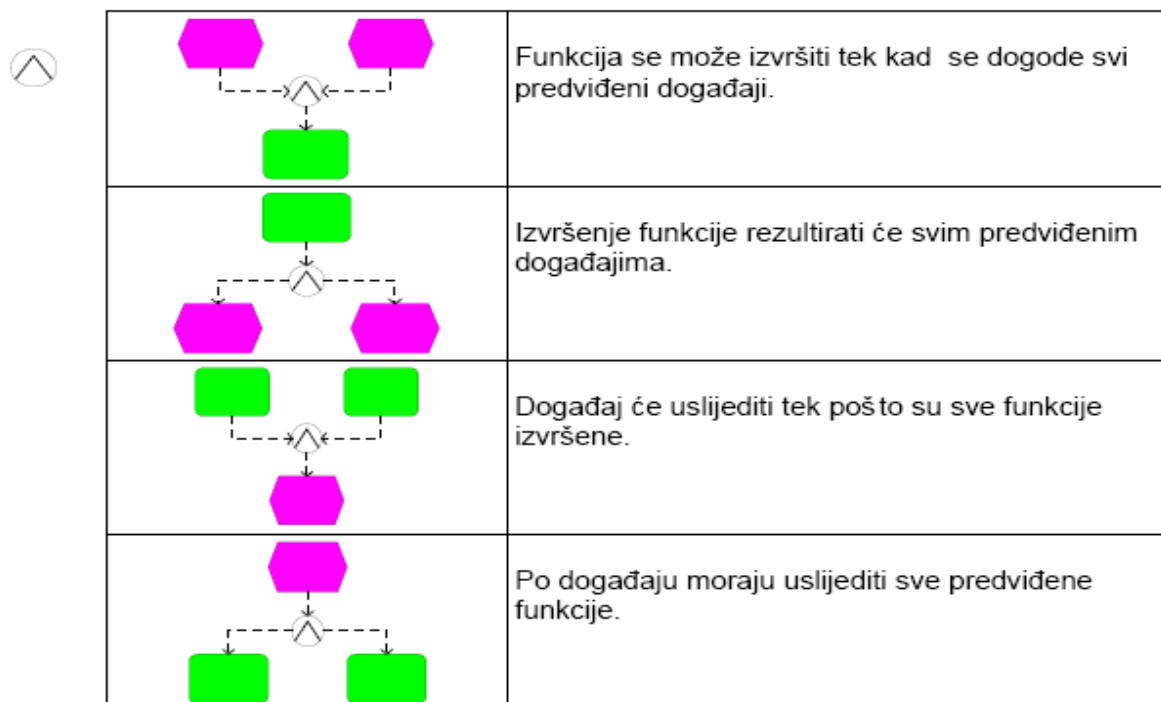 Funkcija se može izvršiti tek kad se dogode svi
predviđeni događaji.
Izvršenje funkcije rezultirati će svim predviđenim
događajima.
Događaj će uslijediti tek pošto su sve funkcije
izvršene.
Po događaju moraju uslijediti sve predviđene
funkcije.